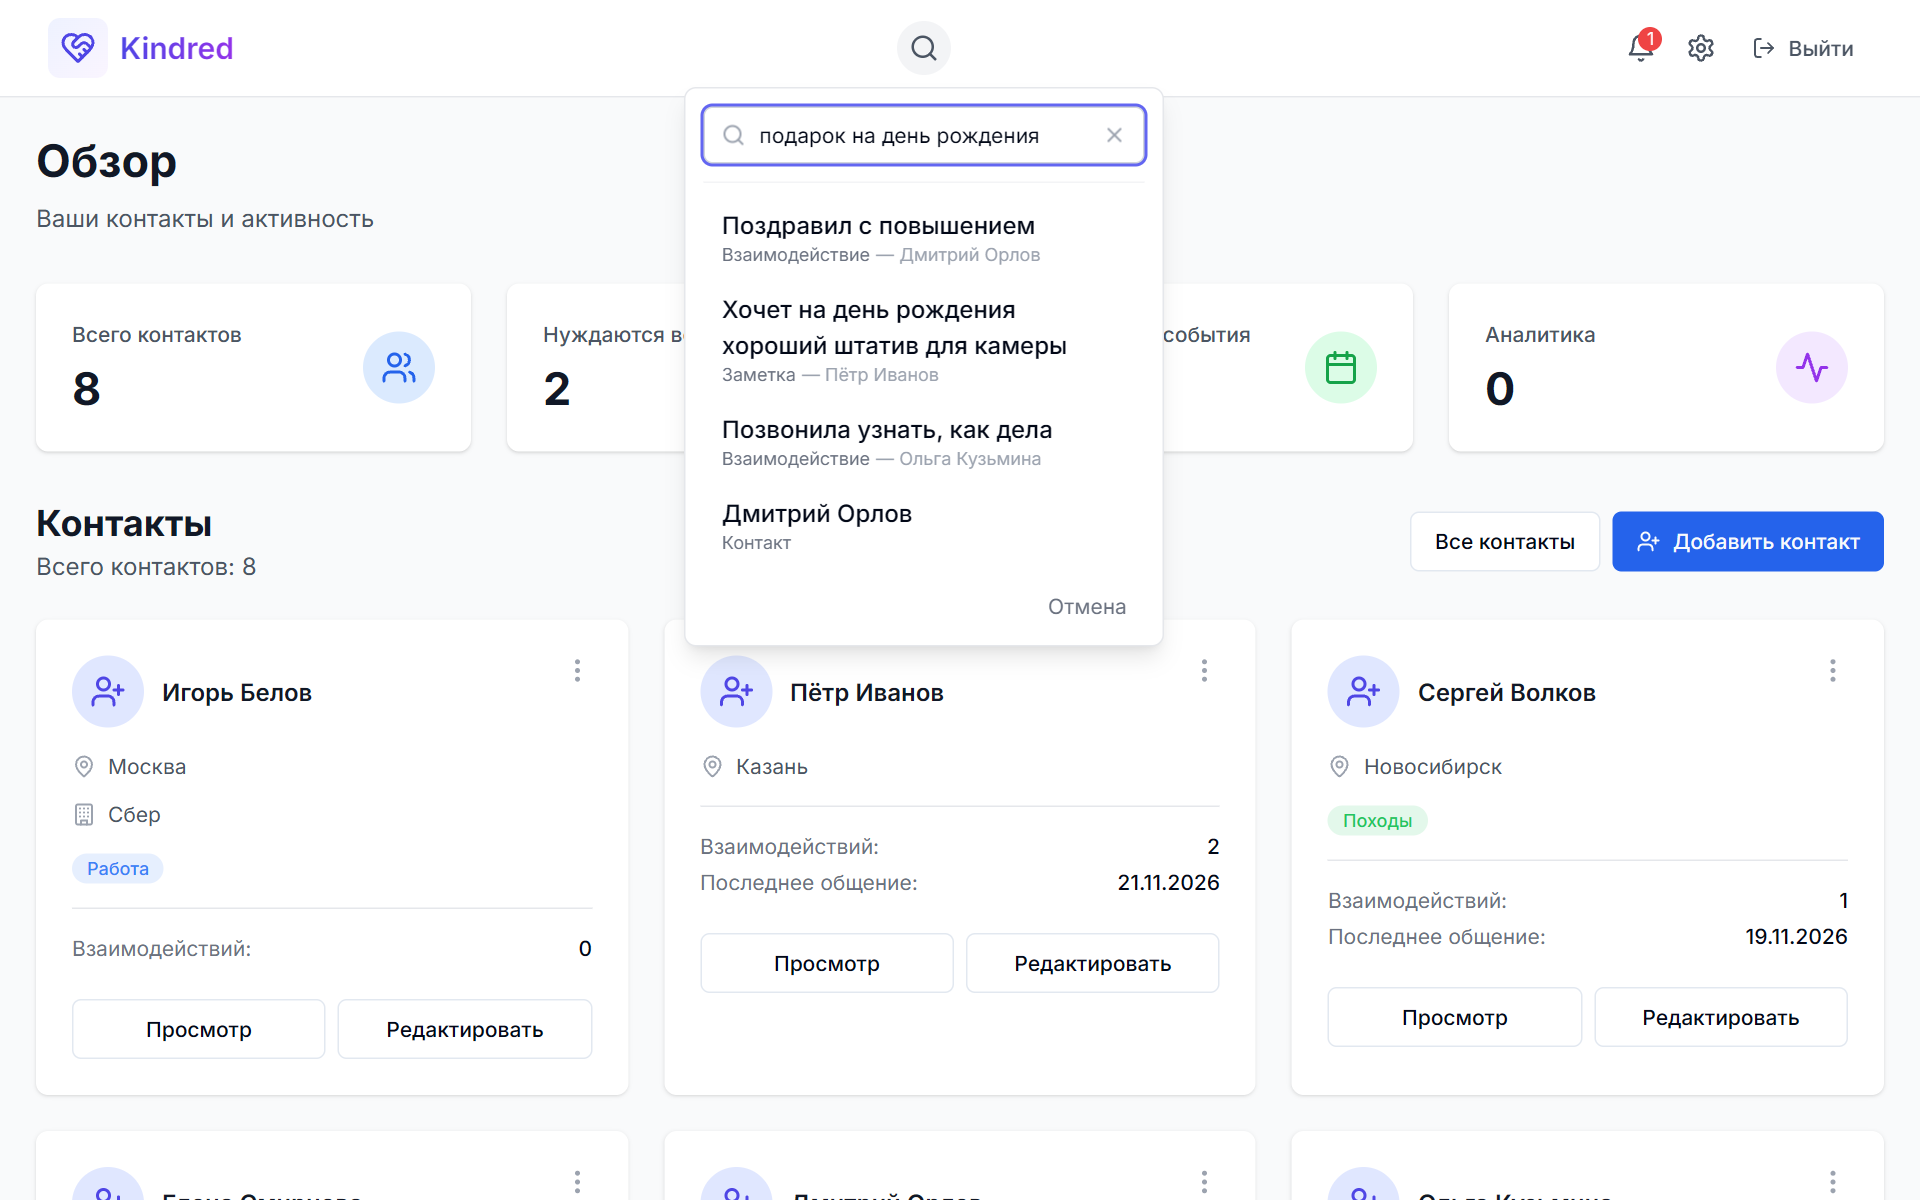 Kindred
1
Выйти
подарок на день рождения
Поздравил с повышением
Взаимодействие — Дмитрий Орлов
Хочет на день рождения
хороший штатив для камеры
Заметка — Пётр Иванов
Позвонила узнать, как дела
Взаимодействие — Ольга Кузьмина
Дмитрий Орлов
Контакт
Отмена
Обзор
Ваши контакты и активность
Всего контактов
8
Нуждаются
2
события
Аналитика
0
Контакты
Всего контактов: 8
Все контакты
Добавить контакт
Игорь Белов
Москва
Сбер
Работа
Взаимодействий: 0
Просмотр
Редактировать
Пётр Иванов
Казань
Взаимодействий: 2
Последнее общение: 21.11.2026
Просмотр
Редактировать
Сергей Волков
Новосибирск
Походы
Взаимодействий: 1
Последнее общение: 19.11.2026
Просмотр
Редактировать